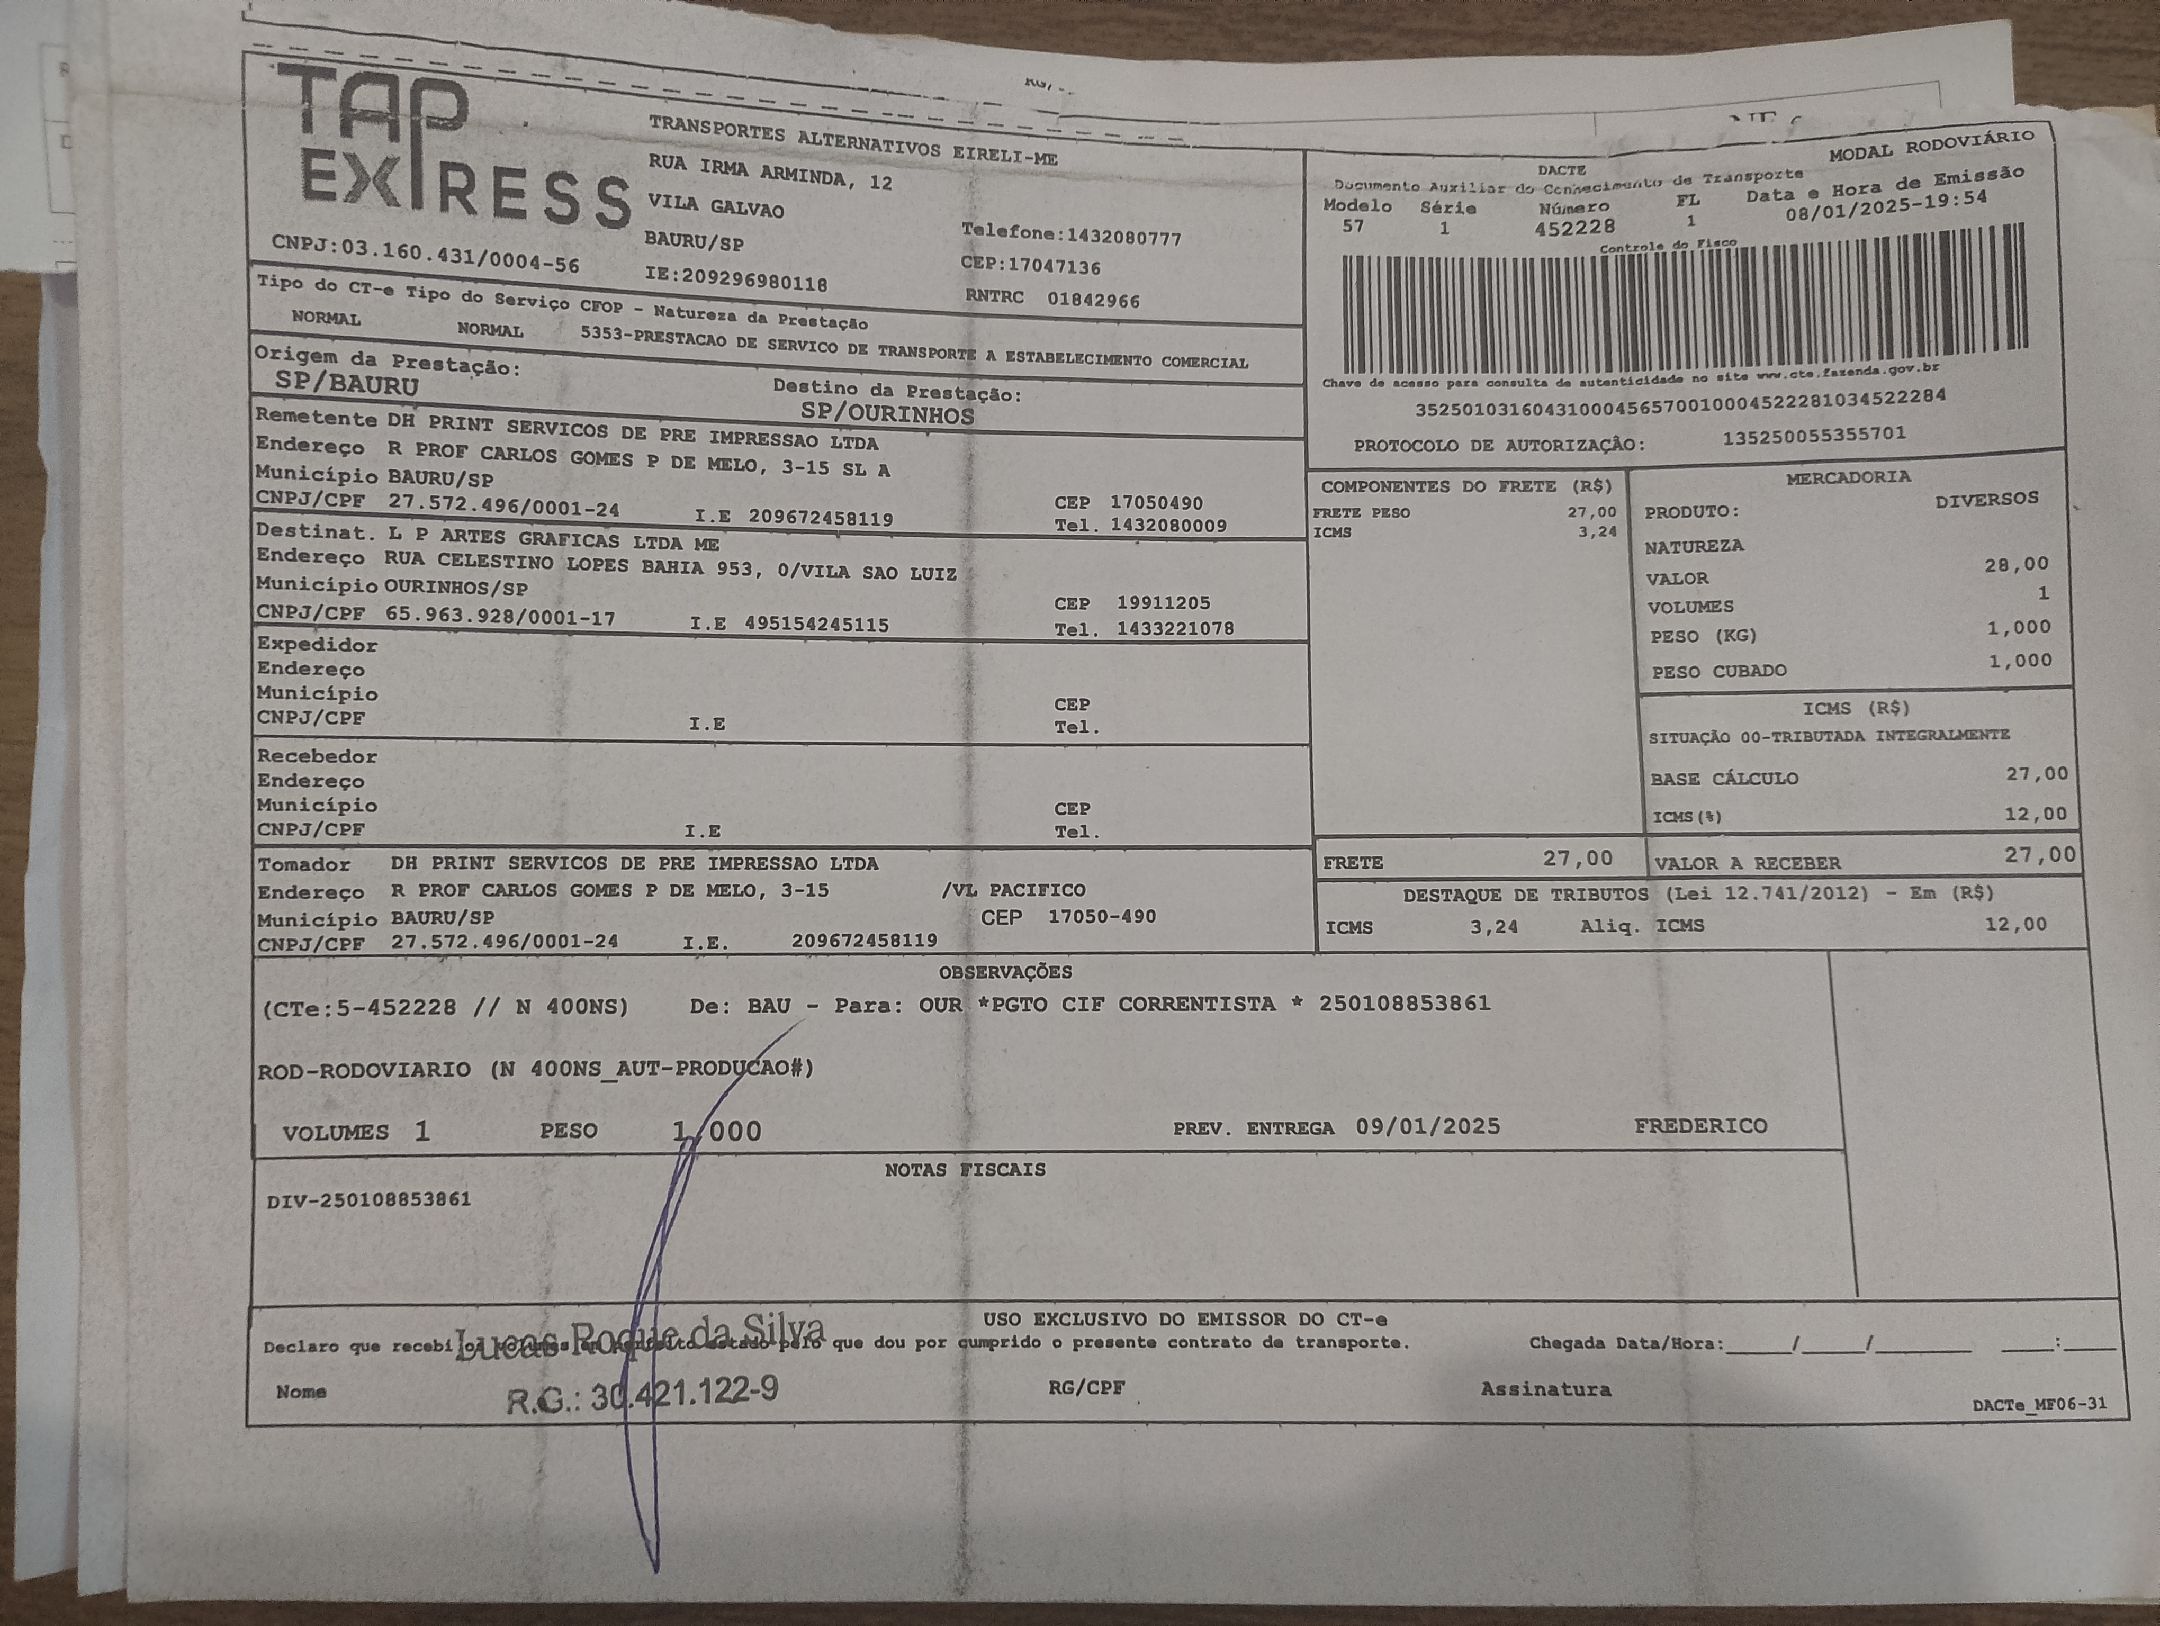 TAP
EXPRESS
CNPJ:03.160.431/0004-56
TRANSPORTES ALTERNATIVOS EIRELI-ME
RUA IRMA ARMINDA, 12
VILA GALVAO
BAURU/SP
IE:209296980118
Telefone:1432080777
CEP:17047136
RNTRC 01842966
DACTE
MODAL RODOVIÁRIO
Documento Auxiliar do Conhecimento de Transporte
Modelo Série Número FL Data e Hora de Emissão
57 1 452228 1 08/01/2025-19:54
Controle do Fisco
Chave de acesso para consulta de autenticidade no site www.cte.fazenda.gov.br
35250103160431000456570010004522281034522284
PROTOCOLO DE AUTORIZAÇÃO: 135250055355701
Tipo do CT-e Tipo do Serviço CFOP - Natureza da Prestação
NORMAL NORMAL 5353-PRESTACAO DE SERVICO DE TRANSPORTE A ESTABELECIMENTO COMERCIAL
Origem da Prestação: Destino da Prestação:
SP/BAURU SP/OURINHOS
Remetente DH PRINT SERVICOS DE PRE IMPRESSAO LTDA
Endereço R PROF CARLOS GOMES P DE MELO, 3-15 SL A
Município BAURU/SP CEP 17050490
CNPJ/CPF 27.572.496/0001-24 I.E 209672458119 Tel. 1432080009
Destinat. L P ARTES GRAFICAS LTDA ME
Endereço RUA CELESTINO LOPES BAHIA 953, 0/VILA SAO LUIZ
Município OURINHOS/SP CEP 19911205
CNPJ/CPF 65.963.928/0001-17 I.E 495154245115 Tel. 1433221078
Expedidor
Endereço
Município CEP
CNPJ/CPF I.E Tel.
Recebedor
Endereço
Município CEP
CNPJ/CPF I.E Tel.
Tomador DH PRINT SERVICOS DE PRE IMPRESSAO LTDA
Endereço R PROF CARLOS GOMES P DE MELO, 3-15 /VL PACIFICO
Município BAURU/SP CEP 17050-490
CNPJ/CPF 27.572.496/0001-24 I.E. 209672458119
COMPONENTES DO FRETE (R$)
FRETE PESO 27,00
ICMS 3,24
MERCADORIA
PRODUTO: DIVERSOS
NATUREZA
VALOR 28,00
VOLUMES 1
PESO (KG) 1,000
PESO CUBADO 1,000
ICMS (R$)
SITUAÇÃO 00-TRIBUTADA INTEGRALMENTE
BASE CÁLCULO 27,00
ICMS(%) 12,00
FRETE 27,00 VALOR A RECEBER 27,00
DESTAQUE DE TRIBUTOS (Lei 12.741/2012) - Em (R$)
ICMS 3,24 Aliq. ICMS 12,00
OBSERVAÇÕES
(CTe:5-452228 // N 400NS) De: BAU - Para: OUR *PGTO CIF CORRENTISTA * 250108853861
ROD-RODOVIARIO (N 400NS_AUT-PRODUCAO#)
VOLUMES 1 PESO 1,000 PREV. ENTREGA 09/01/2025 FREDERICO
NOTAS FISCAIS
DIV-250108853861
USO EXCLUSIVO DO EMISSOR DO CT-e
Lucas Roque da Silva
Declaro que recebi os volumes em perfeito estado pelo que dou por cumprido o presente contrato de transporte. Chegada Data/Hora:_____/_____/________ ____:____
Nome R.G.: 30.421.122-9 RG/CPF Assinatura
DACTe_MF06-31